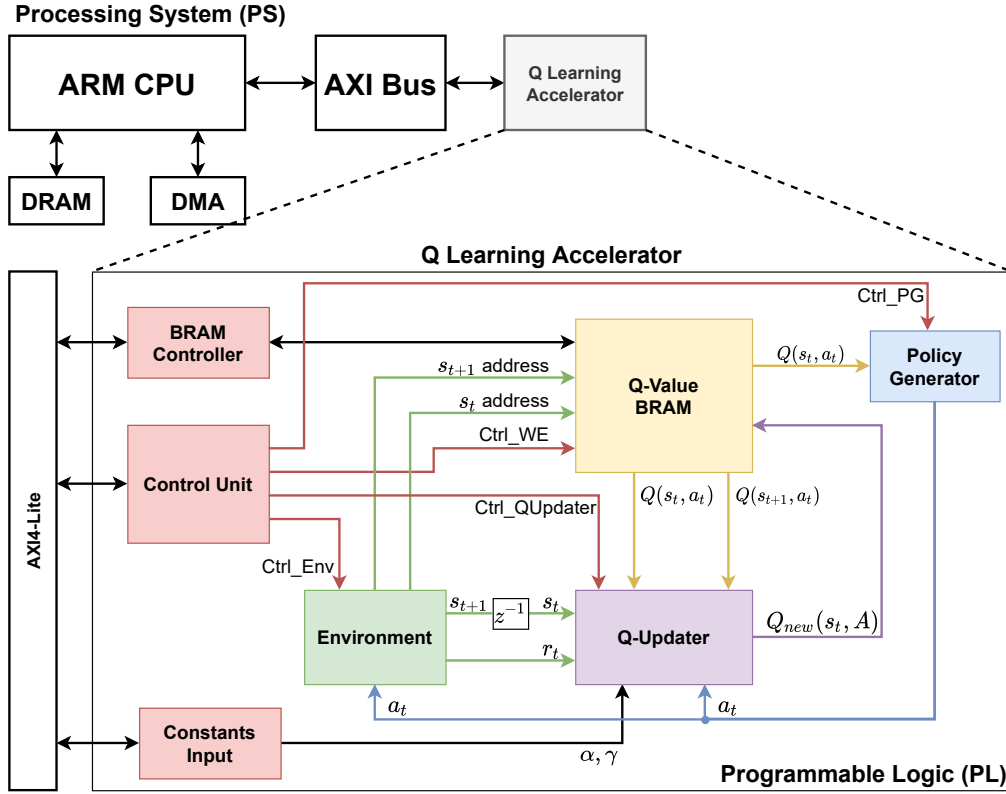 Processing System (PS)
ARM CPU
AXI Bus
Q Learning
Accelerator
DRAM
DMA
Q Learning Accelerator
Ctrl_PG
BRAM
Controller
Q-Value
BRAM
Q(s_t, a_t)
Policy
Generator
s_{t+1} address
s_t address
Ctrl_WE
Control Unit
Ctrl_QUpdater
Q(s_t, a_t)
Q(s_{t+1}, a_t)
AXI4-Lite
Ctrl_Env
Environment
s_{t+1}
z^{-1}
s_t
r_t
Q-Updater
Q_{new}(s_t, A)
a_t
a_t
Constants
Input
α, γ
Programmable Logic (PL)